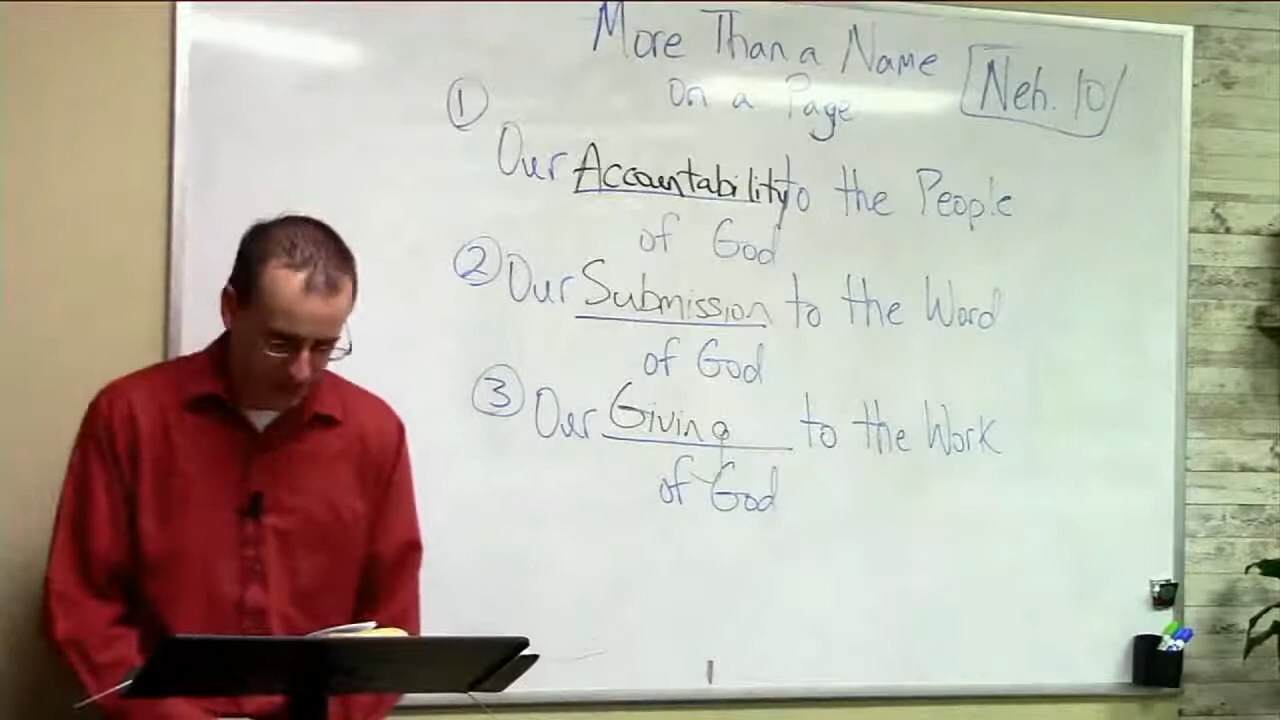 More Than a Name
on a Page
Neh. 10
①
Our Accountability to the People
of God
② Our Submission to the Word
of God
③ Our Giving to the Work
of God